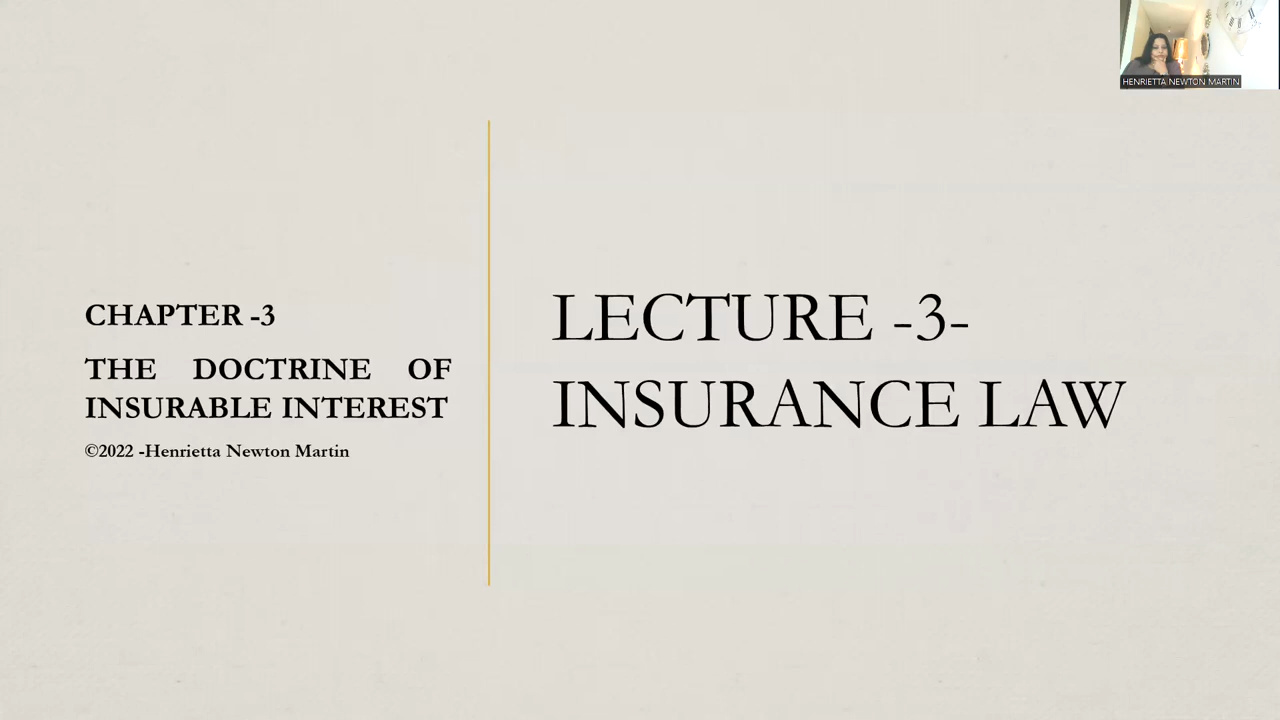 CHAPTER -3
THE DOCTRINE OF
INSURABLE INTEREST
©2022 -Henrietta Newton Martin
LECTURE -3-
INSURANCE LAW
HENRIETTA NEWTON MARTIN